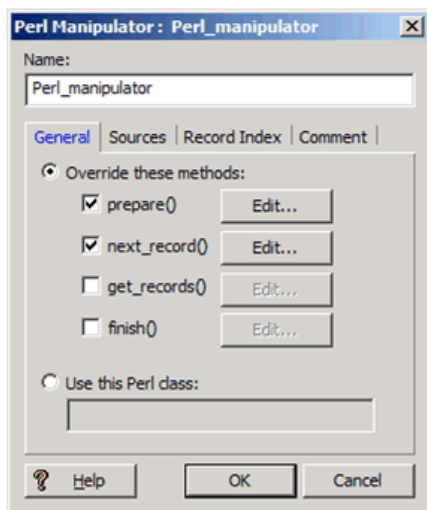 Perl Manipulator : Perl_manipulator
Name:
Perl_manipulator
General Sources Record Index Comment
Override these methods:
prepare() Edit...
next_record() Edit...
get_records() Edit...
finish() Edit...
Use this Perl class:
Help OK Cancel